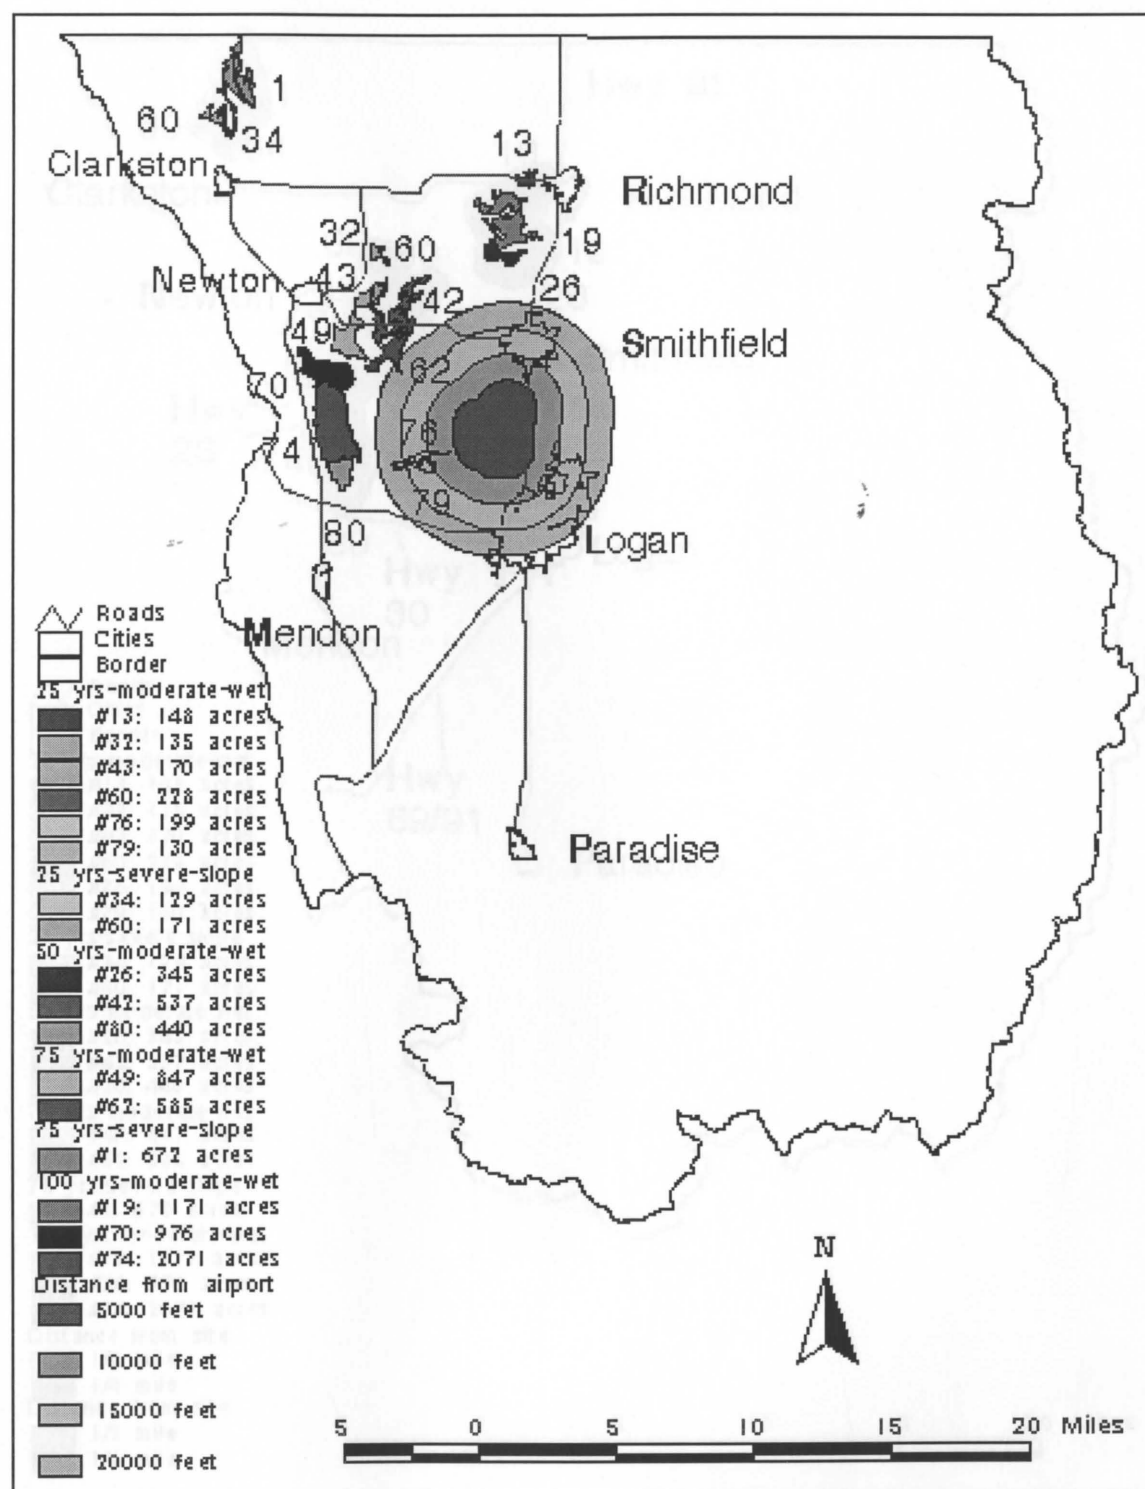 1
60
34
13
Clarkston
Richmond
32
60
19
Newton
43
42
26
49
Smithfield
62
70
76
74
79
80
Logan
Hwy
Mendon
Hwy
Paradise
Roads
Cities
Border
25 yrs-moderate-wet
#13: 148 acres
#32: 135 acres
#43: 170 acres
#60: 228 acres
#76: 199 acres
#79: 130 acres
25 yrs-severe-slope
#34: 129 acres
#60: 171 acres
50 yrs-moderate-wet
#26: 345 acres
#42: 537 acres
#80: 440 acres
75 yrs-moderate-wet
#49: 847 acres
#62: 585 acres
75 yrs-severe-slope
#1: 672 acres
100 yrs-moderate-wet
#19: 1171 acres
#70: 976 acres
#74: 2071 acres
Distance from airport
5000 feet
10000 feet
15000 feet
20000 feet
N
5 0 5 10 15 20 Miles